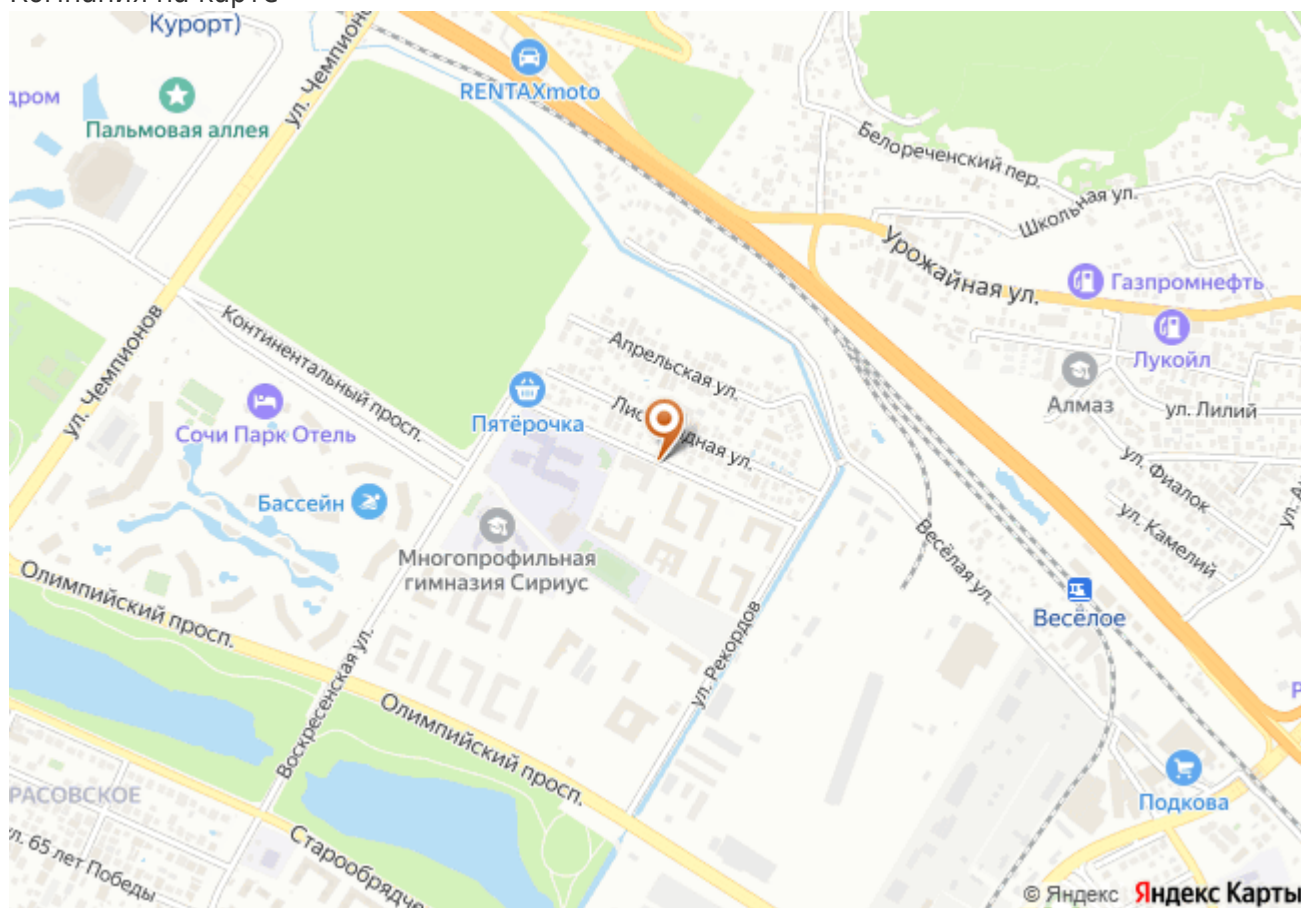 Компания на карте
Курорт)
ул. Чемпионов
RENTAXmoto
дром
Пальмовая аллея
Белореченский пер.
Школьная ул.
Урожайная ул.
Газпромнефть
Лукойл
Континентальный просп.
Апрельская ул.
ул. Чемпионов
Алмаз
ул. Лилий
Сочи Парк Отель
Пятёрочка
ул.
ул. Фиалок
Бассейн
ул. Камелий
Многопрофильная
гимназия Сириус
Весёлая ул.
Олимпийский просп.
Весёлое
ул. Рекордов
Воскресенская ул.
Олимпийский просп.
РАСОВСКОЕ
Подкова
л. 65 лет Победы
Старообрядче
© Яндекс Яндекс Карты